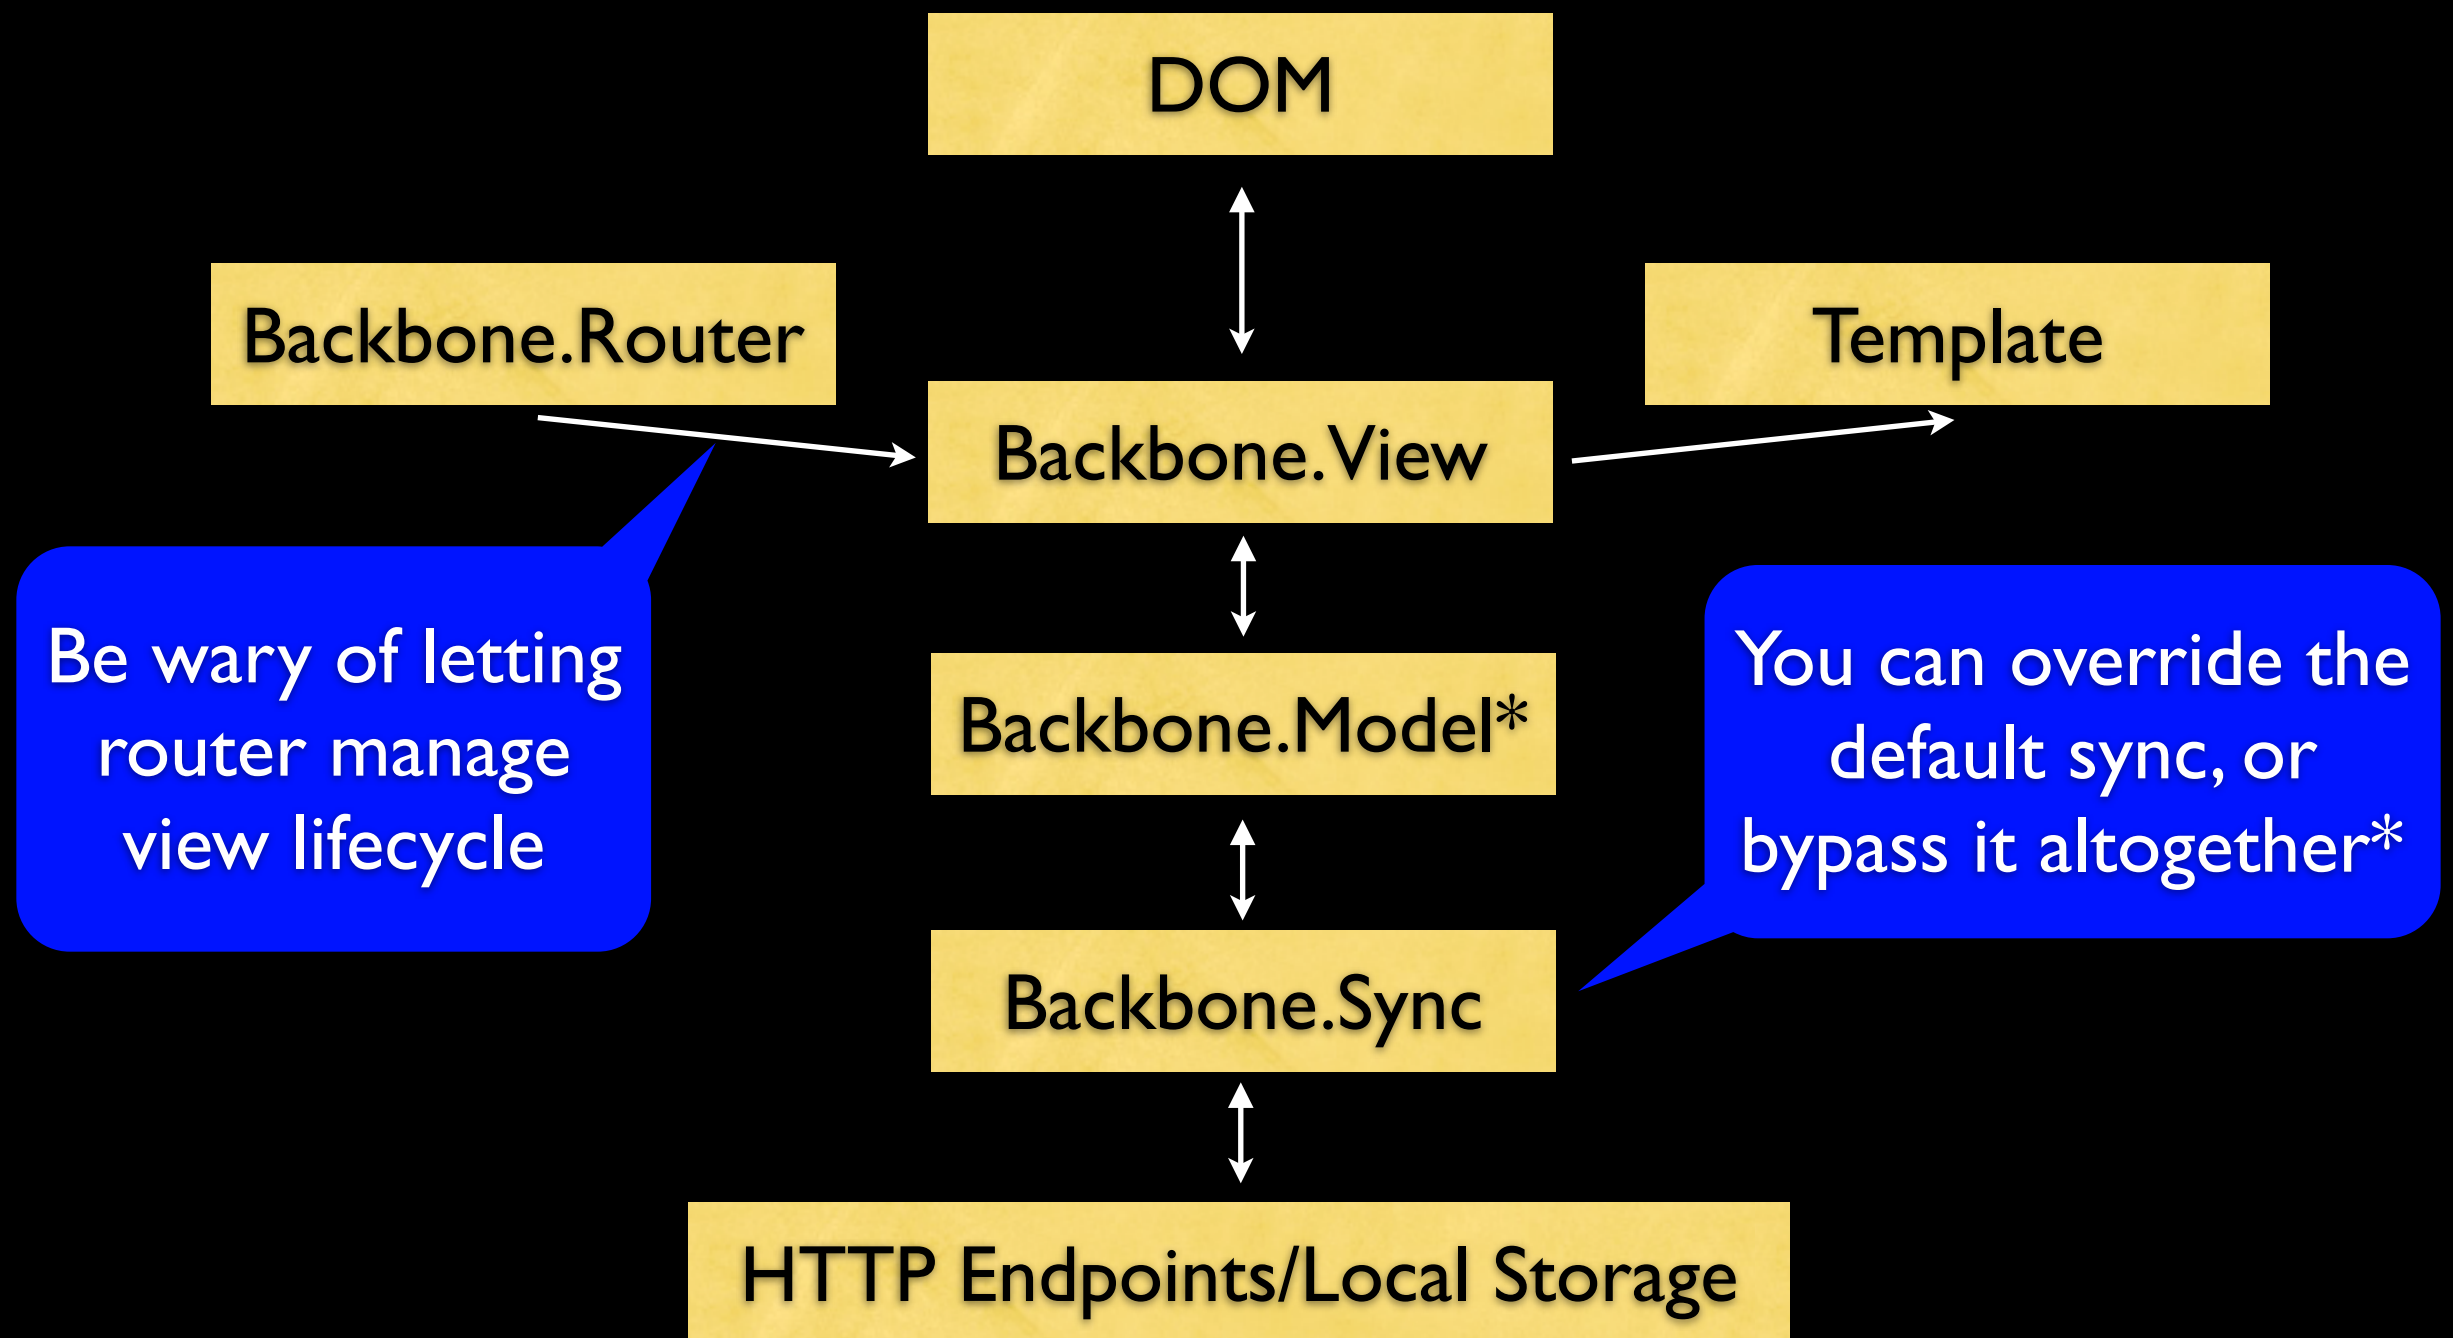 DOM
Backbone.Router
Template
Backbone.View
Be wary of letting
router manage
view lifecycle
You can override the
default sync, or
bypass it altogether*
Backbone.Model*
Backbone.Sync
HTTP Endpoints/Local Storage